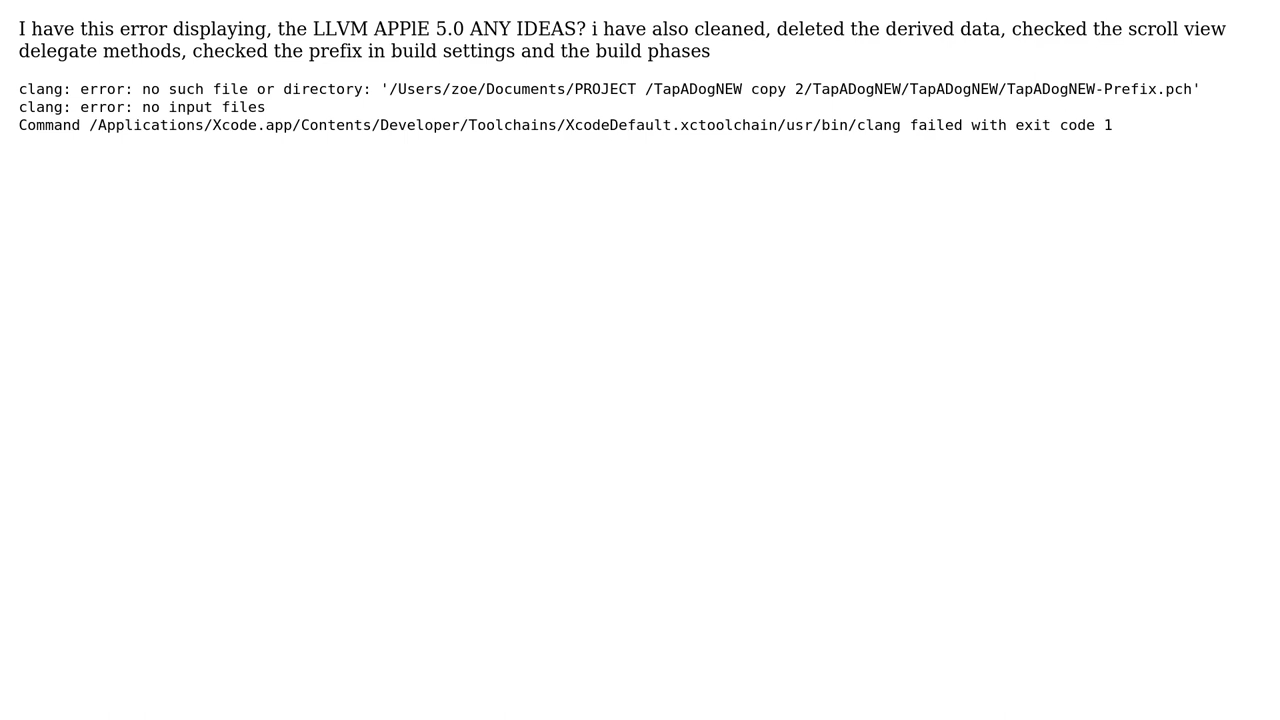 I have this error displaying, the LLVM APPlE 5.0 ANY IDEAS? i have also cleaned, deleted the derived data, checked the scroll view
delegate methods, checked the prefix in build settings and the build phases
clang: error: no such file or directory: '/Users/zoe/Documents/PROJECT /TapADogNEW copy 2/TapADogNEW/TapADogNEW/TapADogNEW-Prefix.pch'
clang: error: no input files
Command /Applications/Xcode.app/Contents/Developer/Toolchains/XcodeDefault.xctoolchain/usr/bin/clang failed with exit code 1